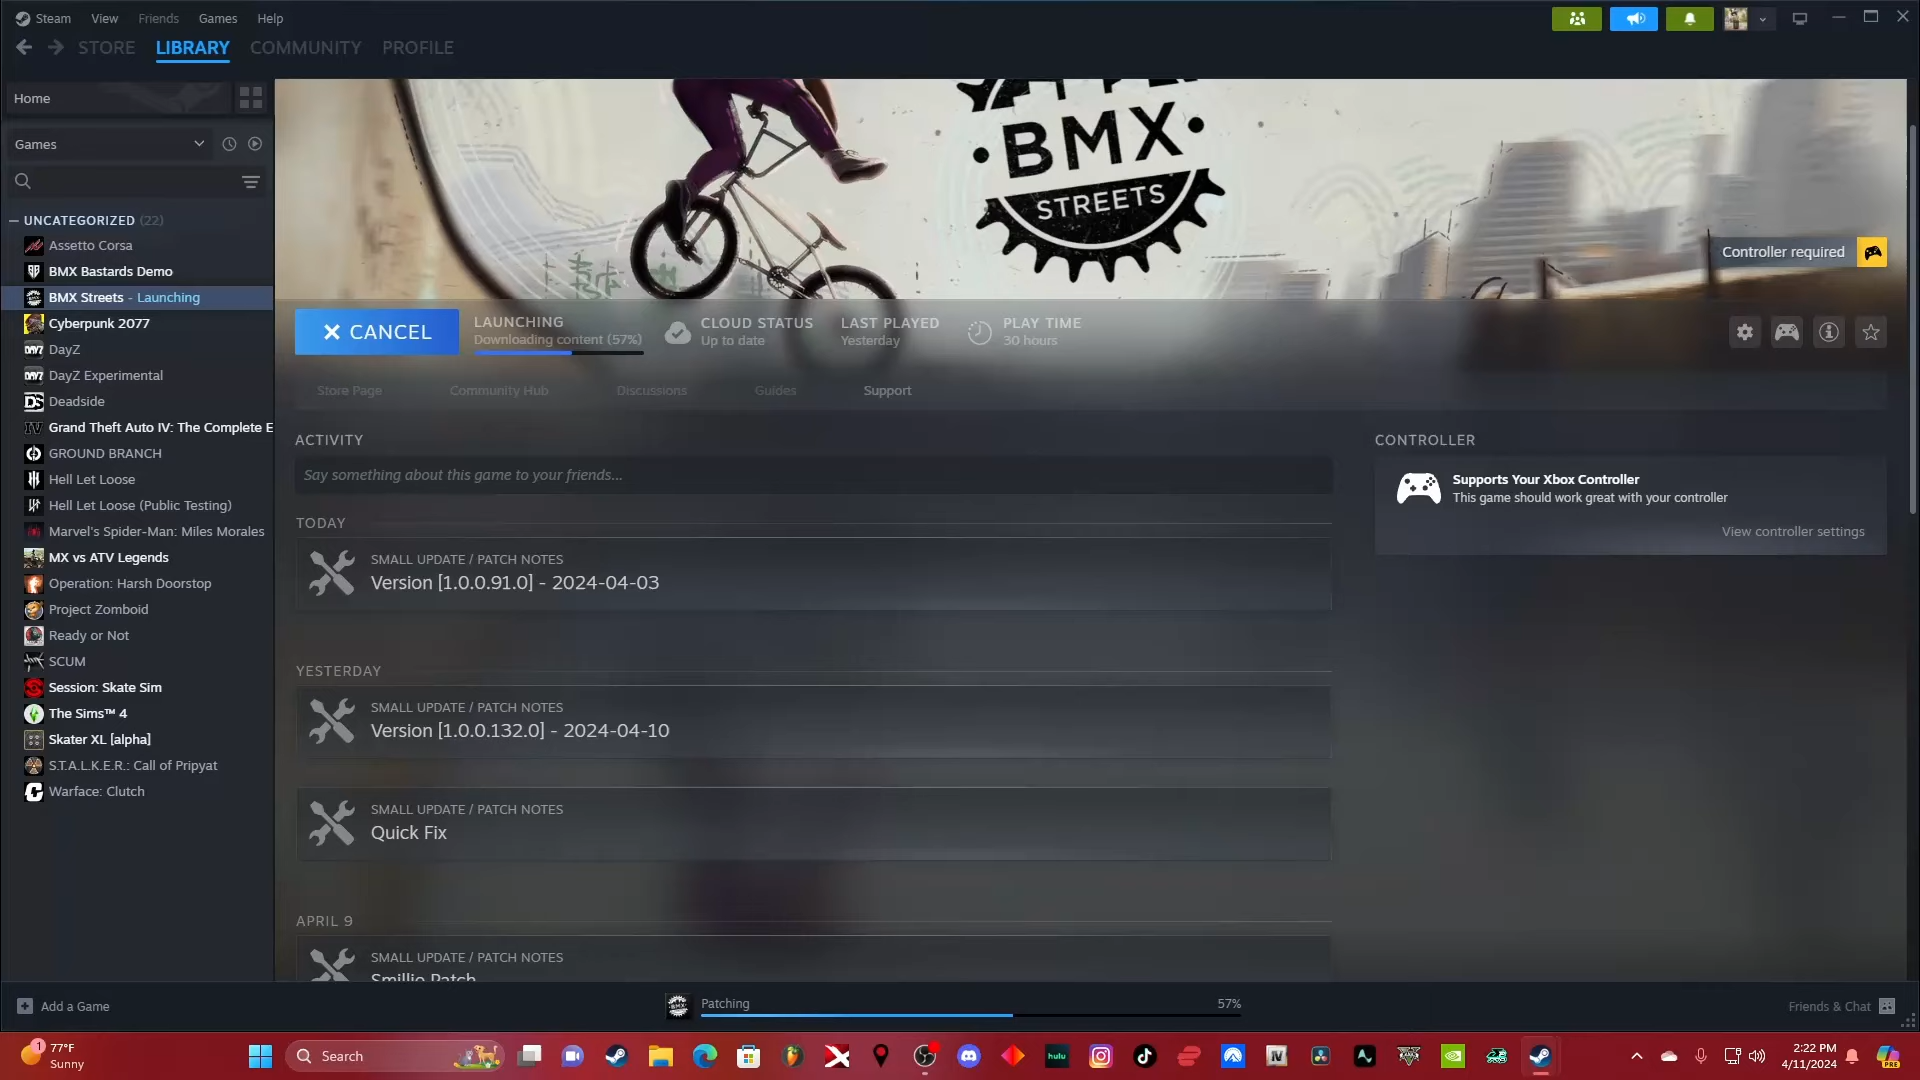 Steam View Friends Games Help
STORE LIBRARY COMMUNITY PROFILE
Home
Games
UNCATEGORIZED (22)
Assetto Corsa
BMX Bastards Demo
BMX Streets - Launching
Cyberpunk 2077
DayZ
DayZ Experimental
Deadside
Grand Theft Auto IV: The Complete E
GROUND BRANCH
Hell Let Loose
Hell Let Loose (Public Testing)
Marvel's Spider-Man: Miles Morales
MX vs ATV Legends
Operation: Harsh Doorstop
Project Zomboid
Ready or Not
SCUM
Session: Skate Sim
The Sims™ 4
Skater XL [alpha]
S.T.A.L.K.E.R.: Call of Pripyat
Warface: Clutch
BMX
STREETS
Controller required
CANCEL
LAUNCHING
Downloading content (57%)
CLOUD STATUS
Up to date
LAST PLAYED
Yesterday
PLAY TIME
30 hours
Store Page Community Hub Discussions Guides Support
ACTIVITY
Say something about this game to your friends...
TODAY
SMALL UPDATE / PATCH NOTES
Version [1.0.0.91.0] - 2024-04-03
YESTERDAY
SMALL UPDATE / PATCH NOTES
Version [1.0.0.132.0] - 2024-04-10
SMALL UPDATE / PATCH NOTES
Quick Fix
APRIL 9
SMALL UPDATE / PATCH NOTES
Smillie Patch
CONTROLLER
Supports Your Xbox Controller
This game should work great with your controller
View controller settings
Add a Game
Patching 57%
Friends & Chat
1
77°F
Sunny
Search
hulu
2:22 PM
4/11/2024
PRE